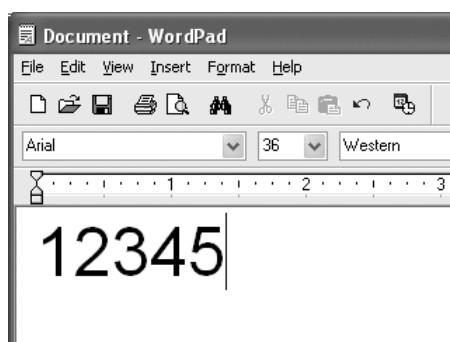 Document - WordPad
File Edit View Insert Format Help
Arial 36 Western
1 2 3
12345